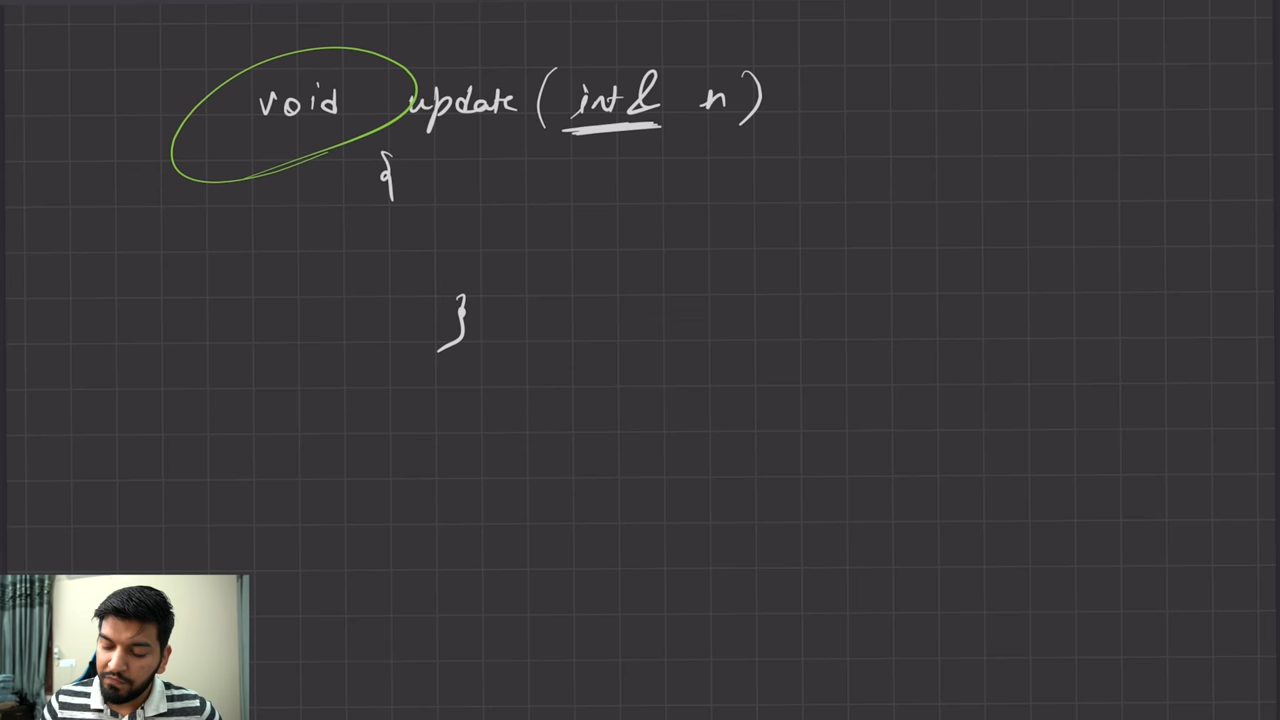 void update ( int& n )
{
}